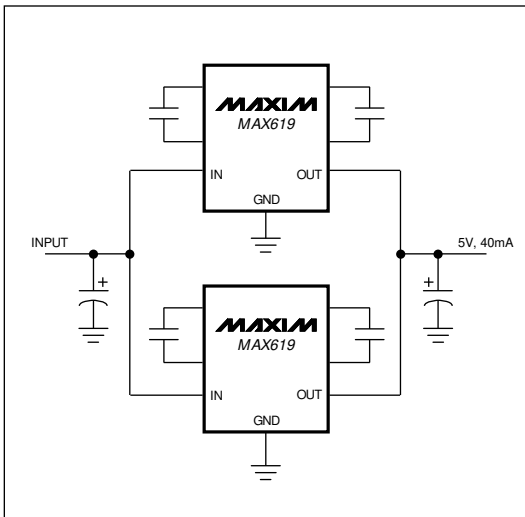 MAXIM
MAX619
IN
OUT
GND
INPUT
+
5V, 40mA
+
MAXIM
MAX619
IN
OUT
GND